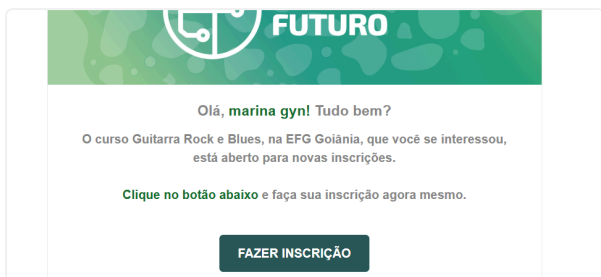 FUTURO
Olá, marina gyn! Tudo bem?
O curso Guitarra Rock e Blues, na EFG Goiânia, que você se interessou,
está aberto para novas inscrições.
Clique no botão abaixo e faça sua inscrição agora mesmo.
FAZER INSCRIÇÃO